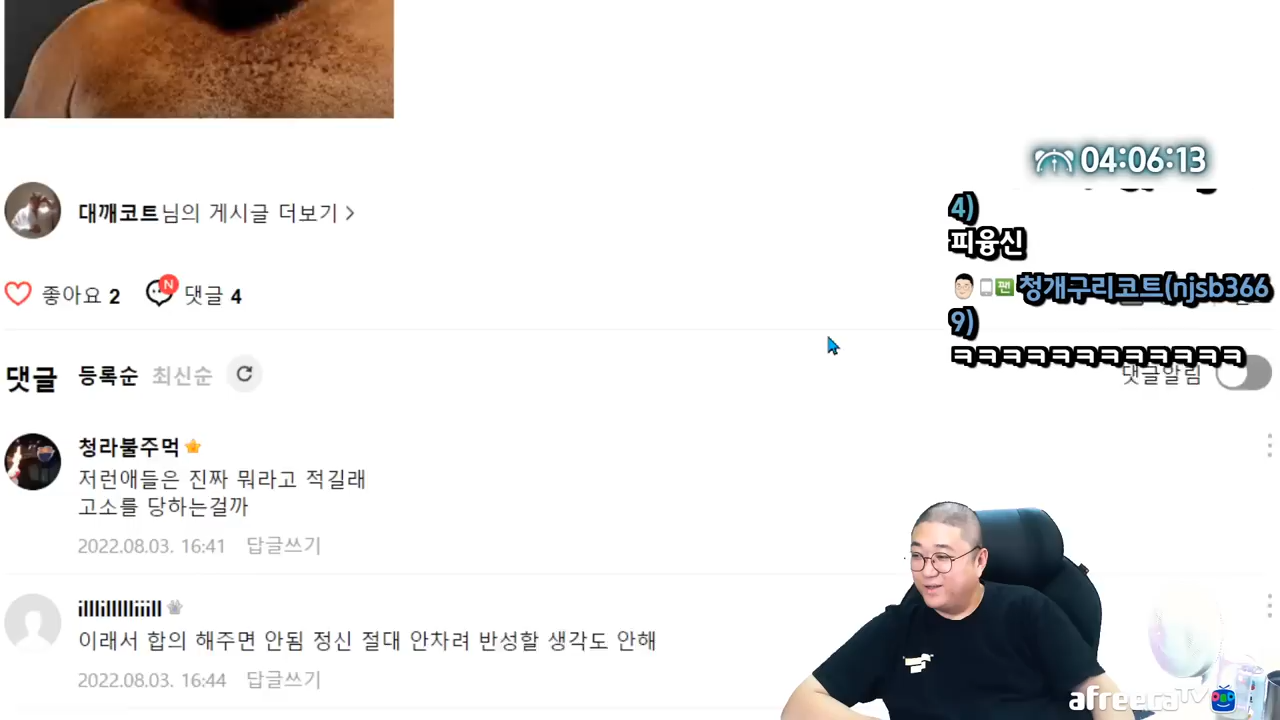 04:06:13
4)
피융신
대깨코트님의 게시글 더보기 >
팬 청개구리코트(njsb366
9)
ㅋㅋㅋㅋㅋㅋㅋㅋㅋㅋㅋㅋ
좋아요 2 N 댓글 4
댓글 등록순 최신순
댓글알림
청라불주먹
저런애들은 진짜 뭐라고 적길래
고소를 당하는걸까
2022.08.03. 16:41 답글쓰기
illlillllliiill
이래서 합의 해주면 안됨 정신 절대 안차려 반성할 생각도 안해
2022.08.03. 16:44 답글쓰기
afreecaTV